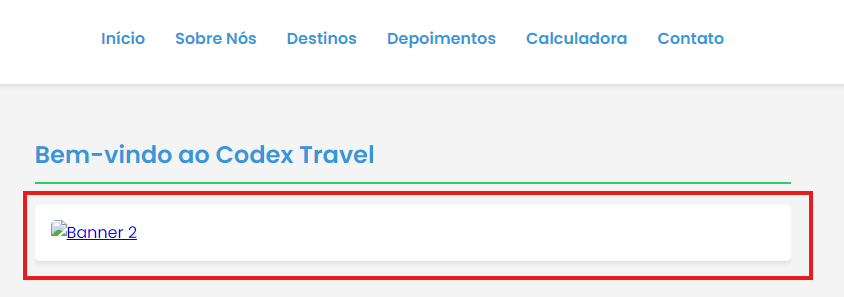 Início Sobre Nós Destinos Depoimentos Calculadora Contato
Bem-vindo ao Codex Travel
Banner 2